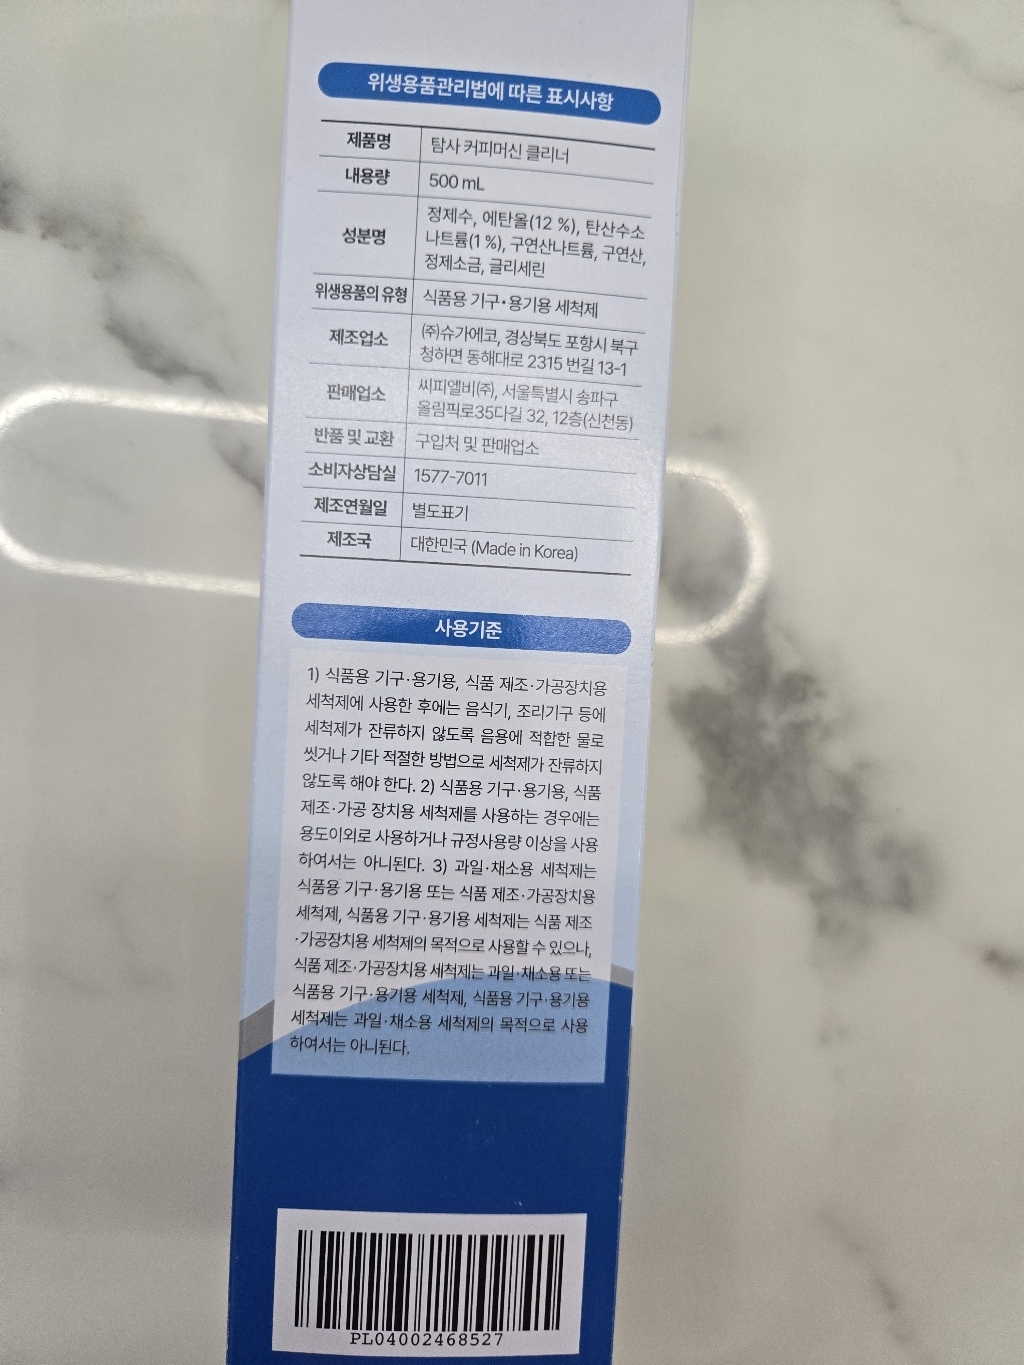 위생용품관리법에 따른 표시사항
제품명 탐사 커피머신 클리너
내용량 500 mL
성분명 정제수, 에탄올(12 %), 탄산수소
나트륨(1 %), 구연산나트륨, 구연산,
정제소금, 글리세린
위생용품의 유형 식품용 기구•용기용 세척제
제조업소 ㈜슈가에코, 경상북도 포항시 북구
청하면 동해대로 2315 번길 13-1
판매업소 씨피엘비㈜, 서울특별시 송파구
올림픽로35다길 32, 12층(신천동)
반품 및 교환 구입처 및 판매업소
소비자상담실 1577-7011
제조연월일 별도표기
제조국 대한민국 (Made in Korea)
사용기준
1) 식품용 기구·용기용, 식품 제조·가공장치용
세척제에 사용한 후에는 음식기, 조리기구 등에
세척제가 잔류하지 않도록 음용에 적합한 물로
씻거나 기타 적절한 방법으로 세척제가 잔류하지
않도록 해야 한다. 2) 식품용 기구·용기용, 식품
제조·가공 장치용 세척제를 사용하는 경우에는
용도이외로 사용하거나 규정사용량 이상을 사용
하여서는 아니된다. 3) 과일·채소용 세척제는
식품용 기구·용기용 또는 식품 제조·가공장치용
세척제, 식품용 기구·용기용 세척제는 식품 제조
·가공장치용 세척제의 목적으로 사용할 수 있으나,
식품 제조·가공장치용 세척제는 과일·채소용 또는
식품용 기구·용기용 세척제, 식품용 기구·용기용
세척제는 과일·채소용 세척제의 목적으로 사용
하여서는 아니된다.
PL04002468527